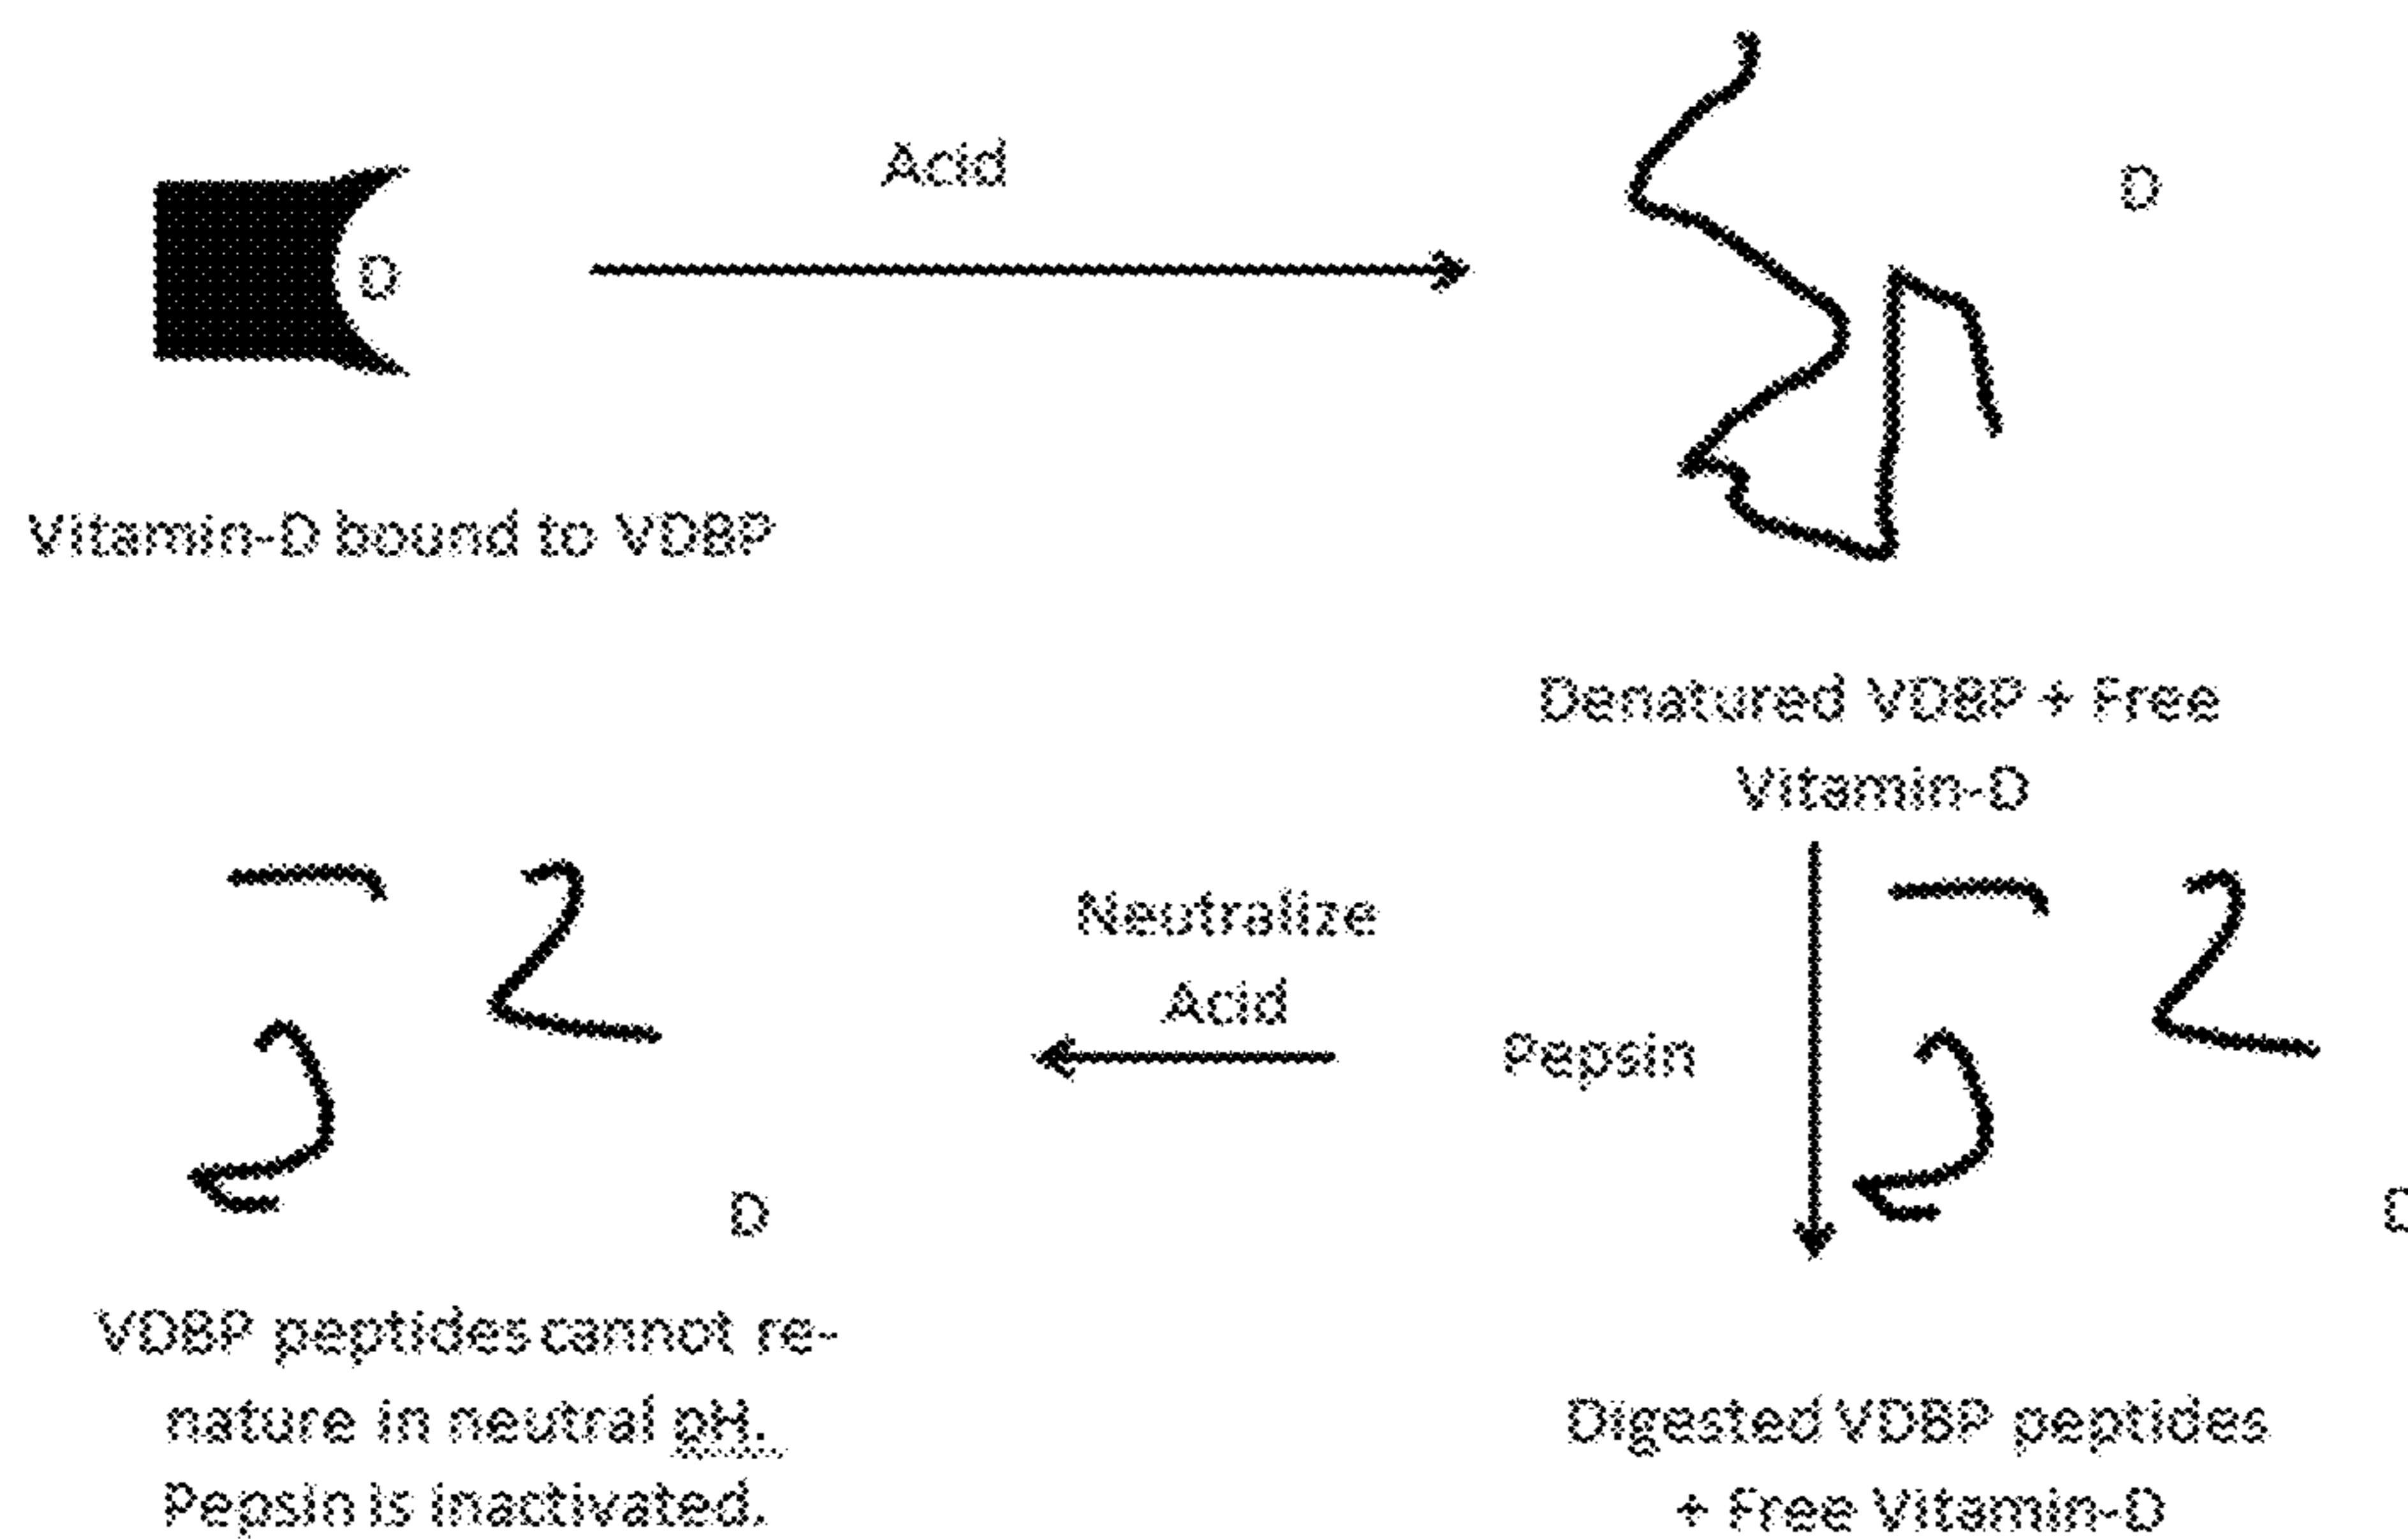 Acid
D
D
Vitamin-D bound to VDBP
Denatured VDBP + Free
Vitamin-D
Neutralize
Acid
Pepsin
D
D
VDBP peptides cannot re-
nature in neutral pH.
Pepsin is inactivated.
Digested VDBP peptides
+ Free Vitamin-D